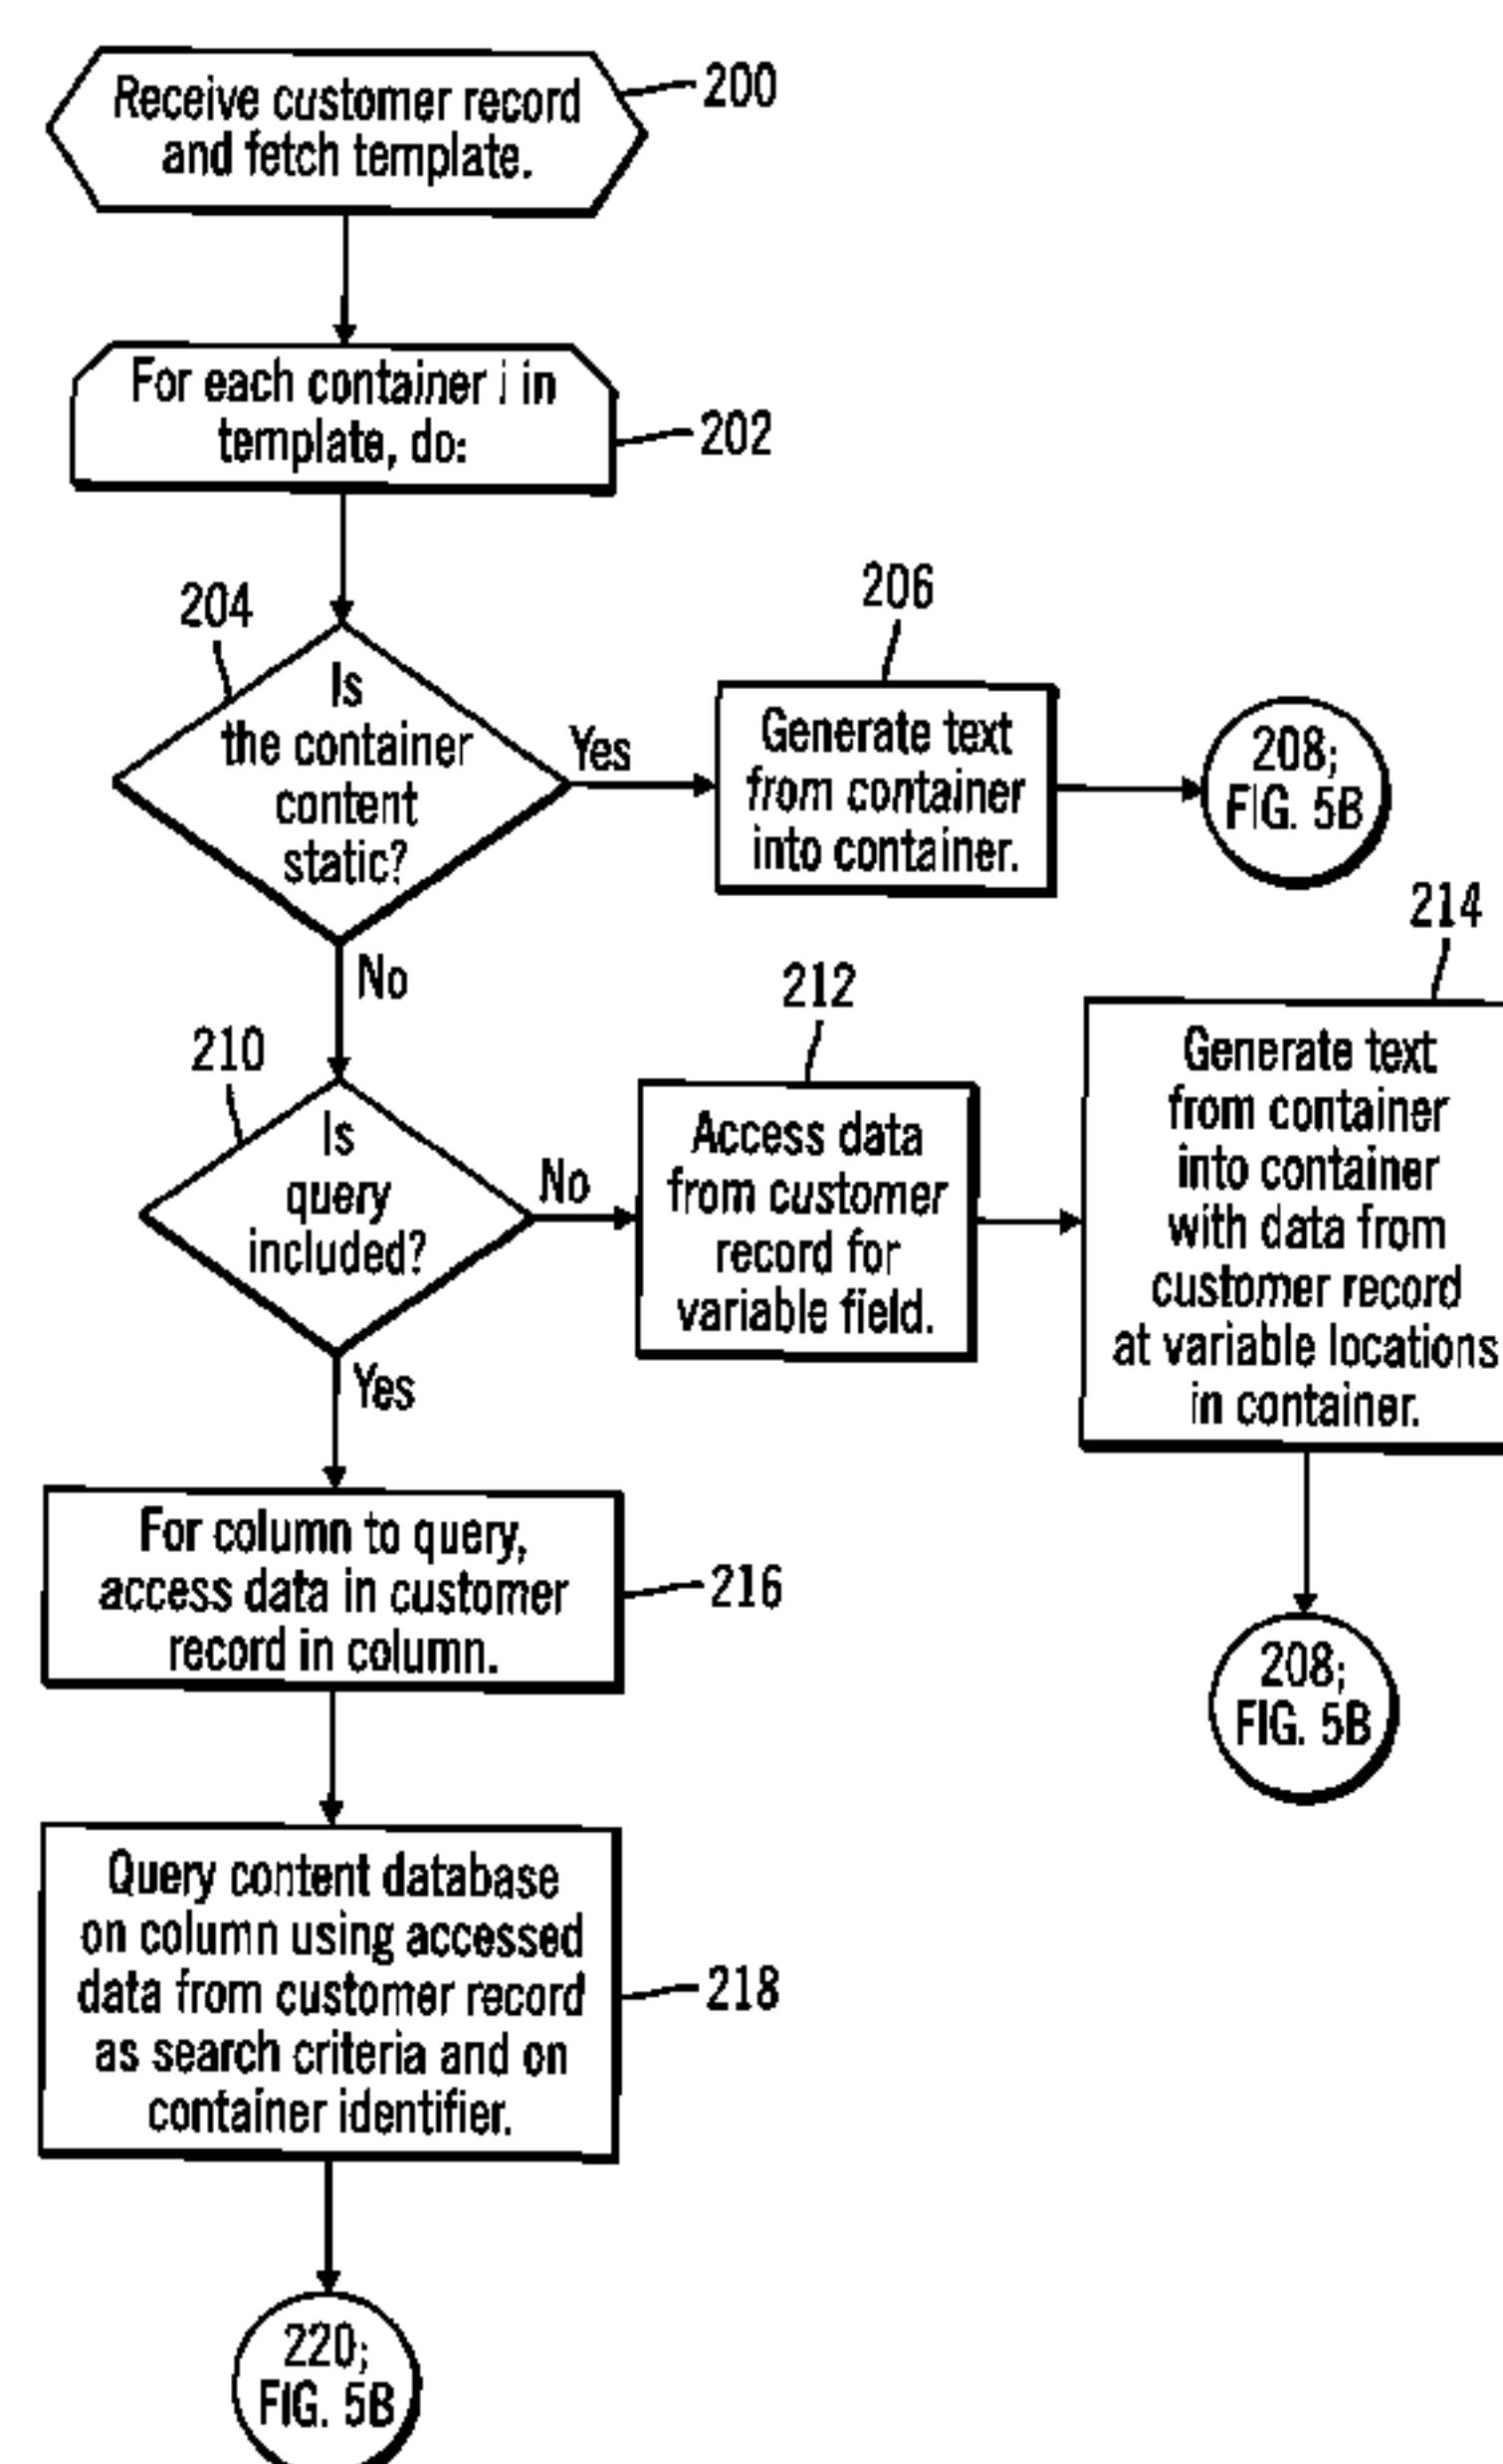 Receive customer record
and fetch template.
200
For each container i in
template, do:
202
204
Is
the container
content
static?
Yes
No
206
Generate text
from container
into container.
208;
FIG. 5B
210
Is
query
included?
No
Yes
212
Access data
from customer
record for
variable field.
214
Generate text
from container
into container
with data from
customer record
at variable locations
in container.
208;
FIG. 5B
For column to query,
access data in customer
record in column.
216
Query content database
on column using accessed
data from customer record
as search criteria and on
container identifier.
218
220;
FIG. 5B